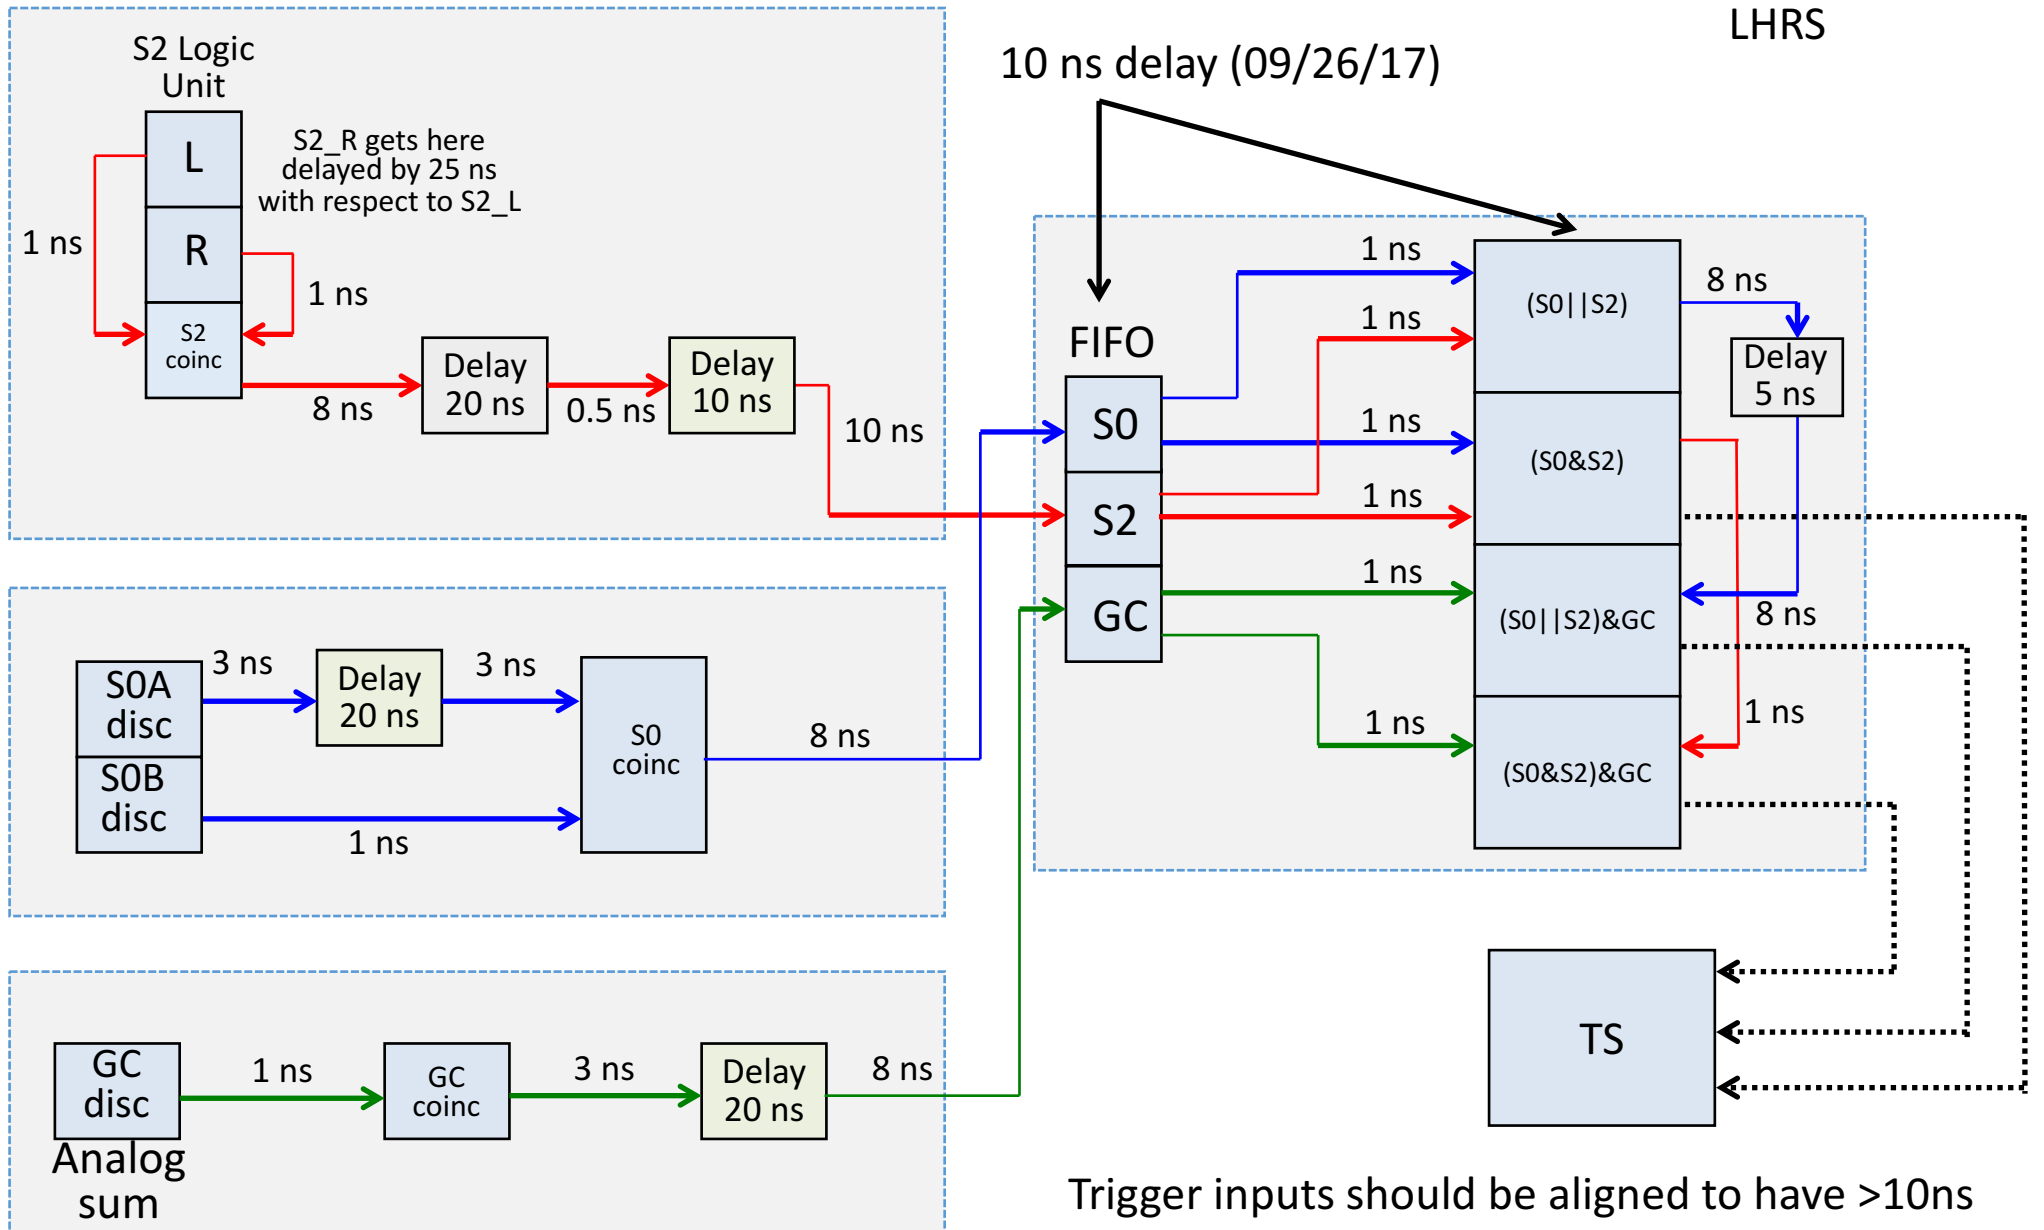 LHRS
10 ns delay (09/26/17)
S2 Logic
Unit
L
R
S2
coinc
S2_R gets here
delayed by 25 ns
with respect to S2_L
1 ns
1 ns
8 ns
Delay
20 ns
0.5 ns
Delay
10 ns
10 ns
S0A
disc
S0B
disc
3 ns
Delay
20 ns
3 ns
1 ns
S0
coinc
8 ns
GC
disc
Analog
sum
1 ns
GC
coinc
3 ns
Delay
20 ns
8 ns
FIFO
S0
S2
GC
1 ns
1 ns
1 ns
1 ns
1 ns
1 ns
(S0||S2)
(S0&S2)
(S0||S2)&GC
(S0&S2)&GC
8 ns
Delay
5 ns
8 ns
1 ns
TS
Trigger inputs should be aligned to have >10ns